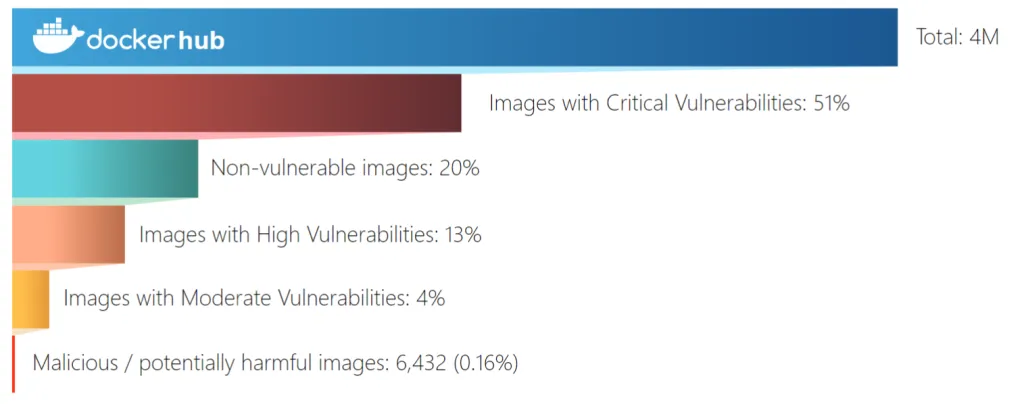 docker hub
Total: 4M
Images with Critical Vulnerabilities: 51%
Non-vulnerable images: 20%
Images with High Vulnerabilities: 13%
Images with Moderate Vulnerabilities: 4%
Malicious / potentially harmful images: 6,432 (0.16%)